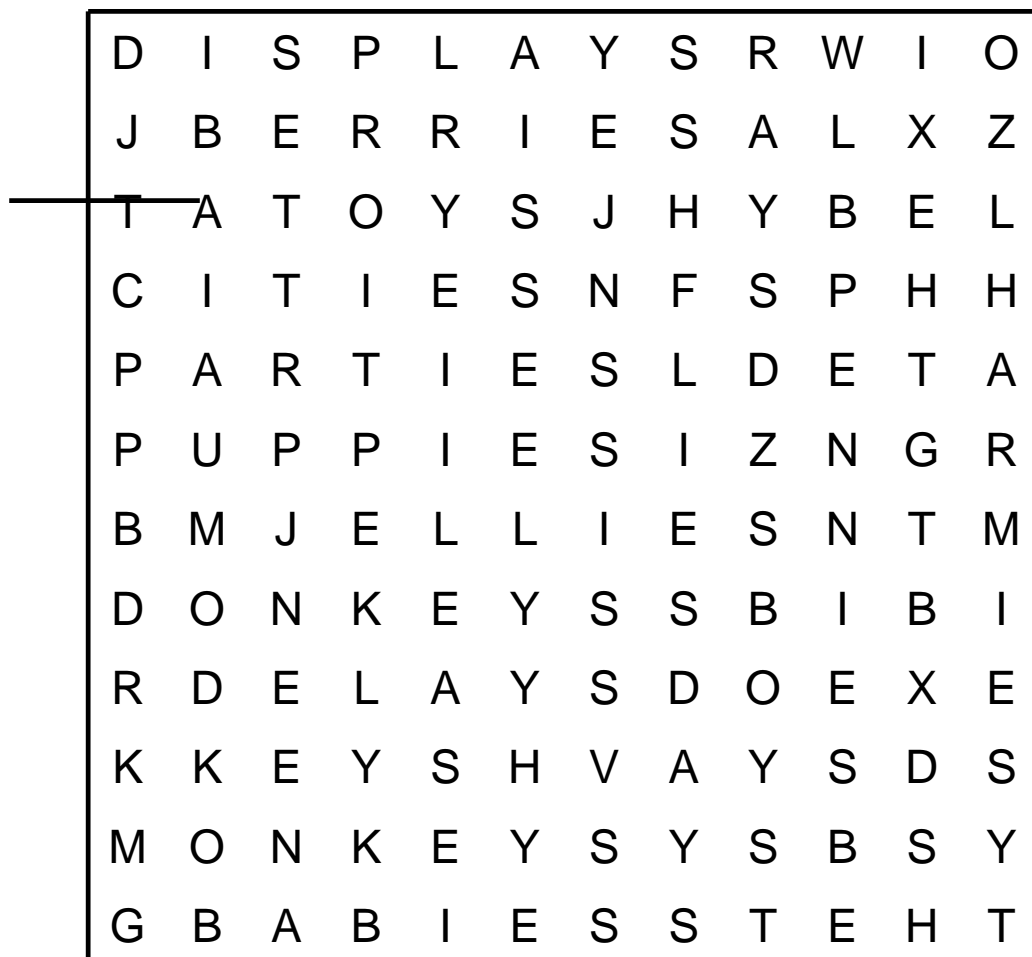 D I S P L A Y S R W I O
J B E R R I E S A L X Z
T A T O Y S J H Y B E L
C I T I E S N F S P H H
P A R T I E S L D E T A
P U P P I E S I Z N G R
B M J E L L I E S N T M
D O N K E Y S S B I B I
R D E L A Y S D O E X E
K K E Y S H V A Y S D S
M O N K E Y S Y S B S Y
G B A B I E S S T E H T